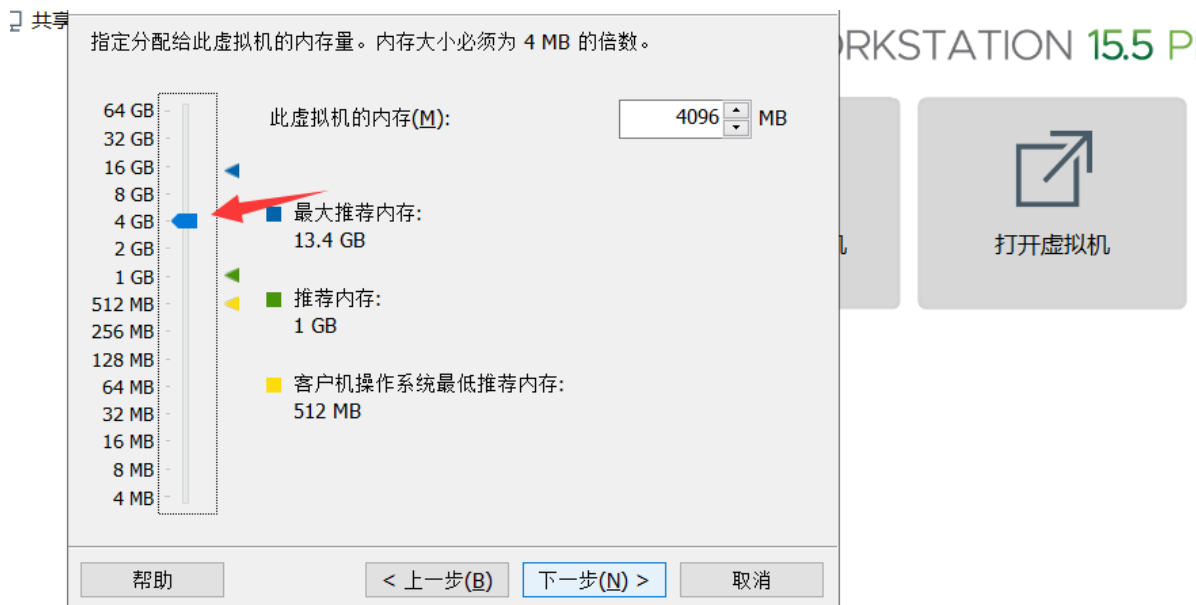 共享
指定分配给此虚拟机的内存量。内存大小必须为 4 MB 的倍数。
RKSTATION 15.5 P
64 GB
32 GB
16 GB
8 GB
4 GB
2 GB
1 GB
512 MB
256 MB
128 MB
64 MB
32 MB
16 MB
8 MB
4 MB
此虚拟机的内存(M):
4096 MB
最大推荐内存:
13.4 GB
推荐内存:
1 GB
客户机操作系统最低推荐内存:
512 MB
打开虚拟机
帮助
< 上一步(B)
下一步(N) >
取消